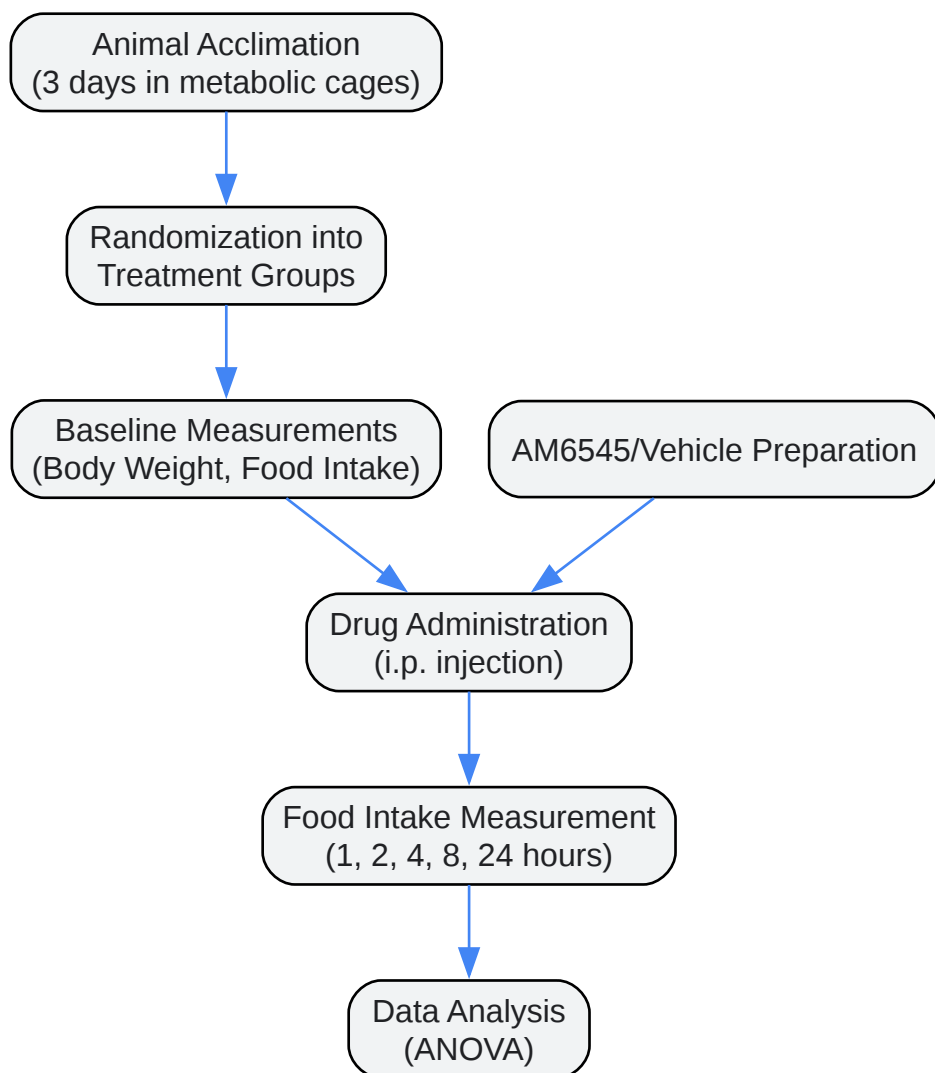 Animal Acclimation
(3 days in metabolic cages)
Randomization into
Treatment Groups
Baseline Measurements
(Body Weight, Food Intake)
AM6545/Vehicle Preparation
Drug Administration
(i.p. injection)
Food Intake Measurement
(1, 2, 4, 8, 24 hours)
Data Analysis
(ANOVA)